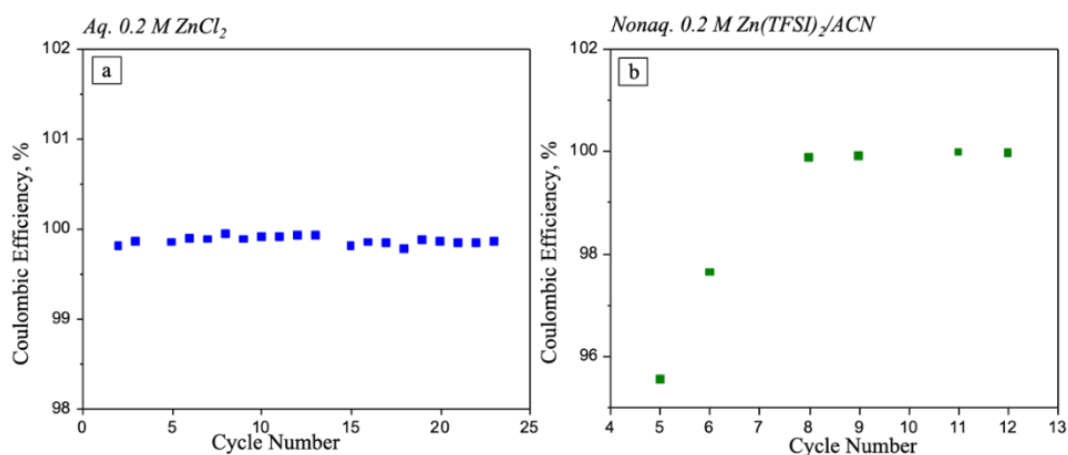 Aq. 0.2 M ZnCl₂
a
102
101
100
99
98
Coulombic Efficiency, %
0 5 10 15 20 25
Cycle Number
Nonaq. 0.2 M Zn(TFSI)₂/ACN
b
102
100
98
96
Coulombic Efficiency, %
4 5 6 7 8 9 10 11 12 13
Cycle Number